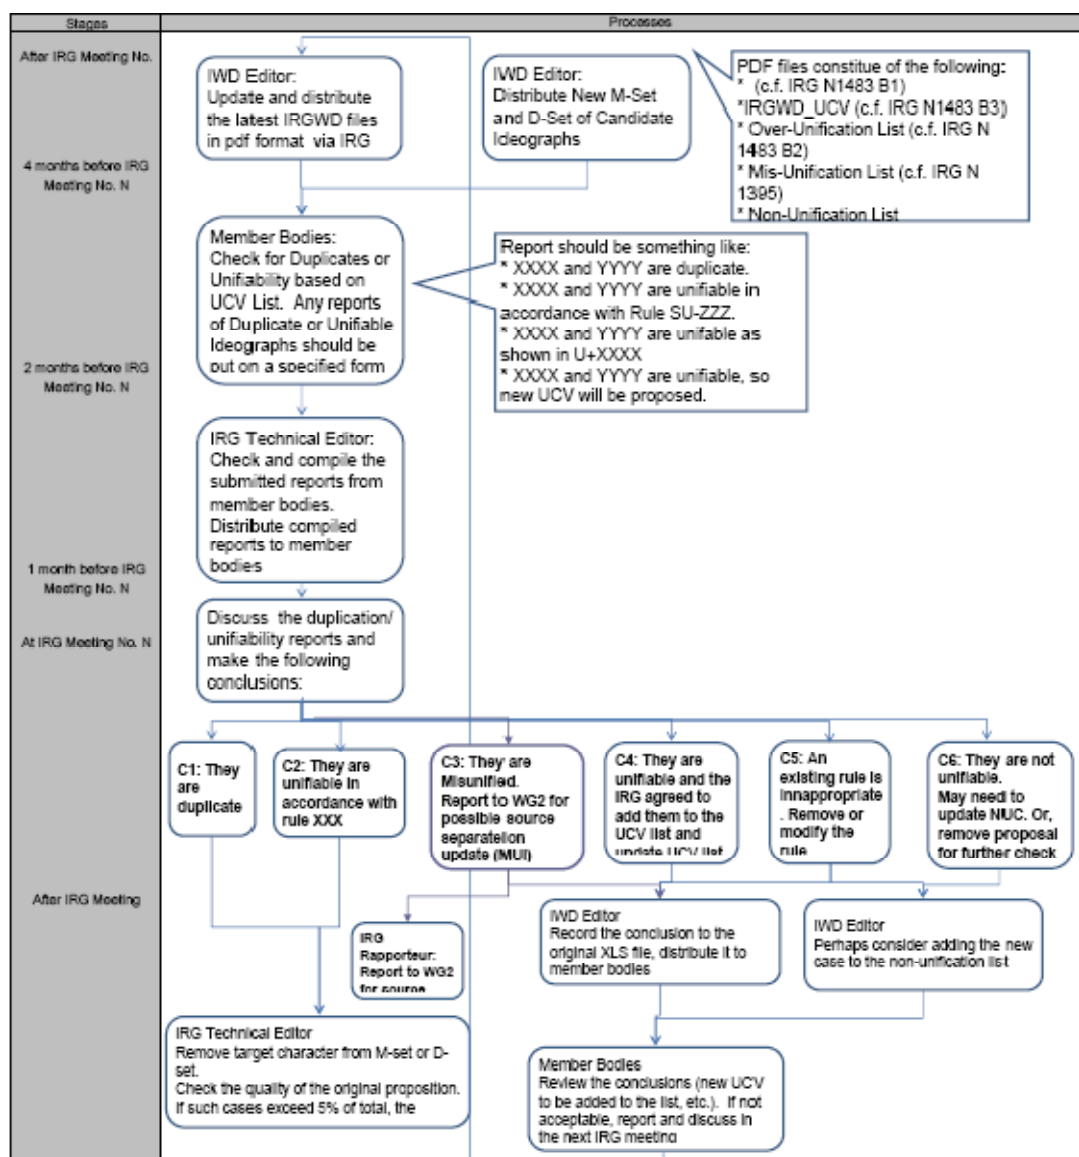 Stages
Processes
After IRG Meeting No.
4 months before IRG
Meeting No. N
2 months before IRG
Meeting No. N
1 month before IRG
Meeting No. N
At IRG Meeting No. N
After IRG Meeting
IWD Editor:
Update and distribute
the latest IRGWD files
in pdf format via IRG
IWD Editor:
Distribute New M-Set
and D-Set of Candidate
Ideographs
PDF files constitue of the following:
* (c.f. IRG N1483 B1)
*IRGWD_UCV (c.f. IRG N1483 B3)
* Over-Unification List (c.f. IRG N
1483 B2)
* Mis-Unification List (c.f. IRG N
1395)
* Non-Unification List
Member Bodies:
Check for Duplicates or
Unifiability based on
UCV List. Any reports
of Duplicate or Unifiable
Ideographs should be
put on a specified form
Report should be something like:
* XXXX and YYYY are duplicate.
* XXXX and YYYY are unifiable in
accordance with Rule SU-ZZZ.
* XXXX and YYYY are unifable as
shown in U+XXXX
* XXXX and YYYY are unifiable, so
new UCV will be proposed.
IRG Technical Editor:
Check and compile the
submitted reports from
member bodies.
Distribute compiled
reports to member
bodies
Discuss the duplication/
unifiability reports and
make the following
conclusions:
C1: They
are
duplicate
C2: They are
unifiable in
accordance with
rule XXX
C3: They are
Misunified.
Report to WG2 for
possible source
separateion
update (MUI)
C4: They are
unifiable and the
IRG agreed to
add them to the
UCV list and
update UCV list
C5: An
existing rule is
innappropriate
. Remove or
modify the
rule
C6: They are not
unifiable.
May need to
update NUC. Or,
remove proposal
for further check
IRG
Rapporteur:
Report to WG2
for source
IWD Editor
Record the conclusion to the
original XLS file, distribute it to
member bodies
IWD Editor
Perhaps consider adding the new
case to the non-unification list
IRG Technical Editor
Remove target character from M-set or D-
set.
Check the quality of the original proposition.
If such cases exceed 5% of total, the
Member Bodies
Review the conclusions (new UCV
to be added to the list, etc.). If not
acceptable, report and discuss in
the next IRG meeting